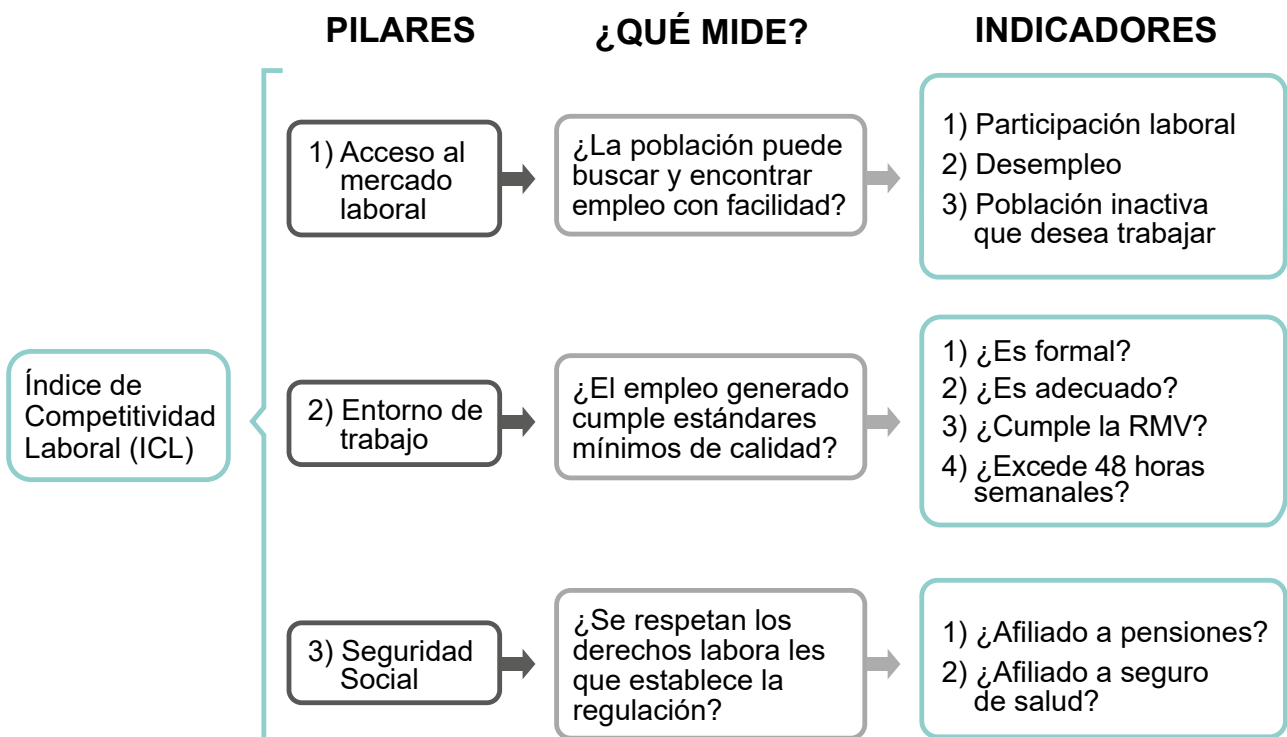 PILARES
¿QUÉ MIDE?
INDICADORES
Índice de
Competitividad
Laboral (ICL)
1) Acceso al
mercado
laboral
¿La población puede
buscar y encontrar
empleo con facilidad?
1) Participación laboral
2) Desempleo
3) Población inactiva
que desea trabajar
2) Entorno de
trabajo
¿El empleo generado
cumple estándares
mínimos de calidad?
1) ¿Es formal?
2) ¿Es adecuado?
3) ¿Cumple la RMV?
4) ¿Excede 48 horas
semanales?
3) Seguridad
Social
¿Se respetan los
derechos labora les
que establece la
regulación?
1) ¿Afiliado a pensiones?
2) ¿Afiliado a seguro
de salud?